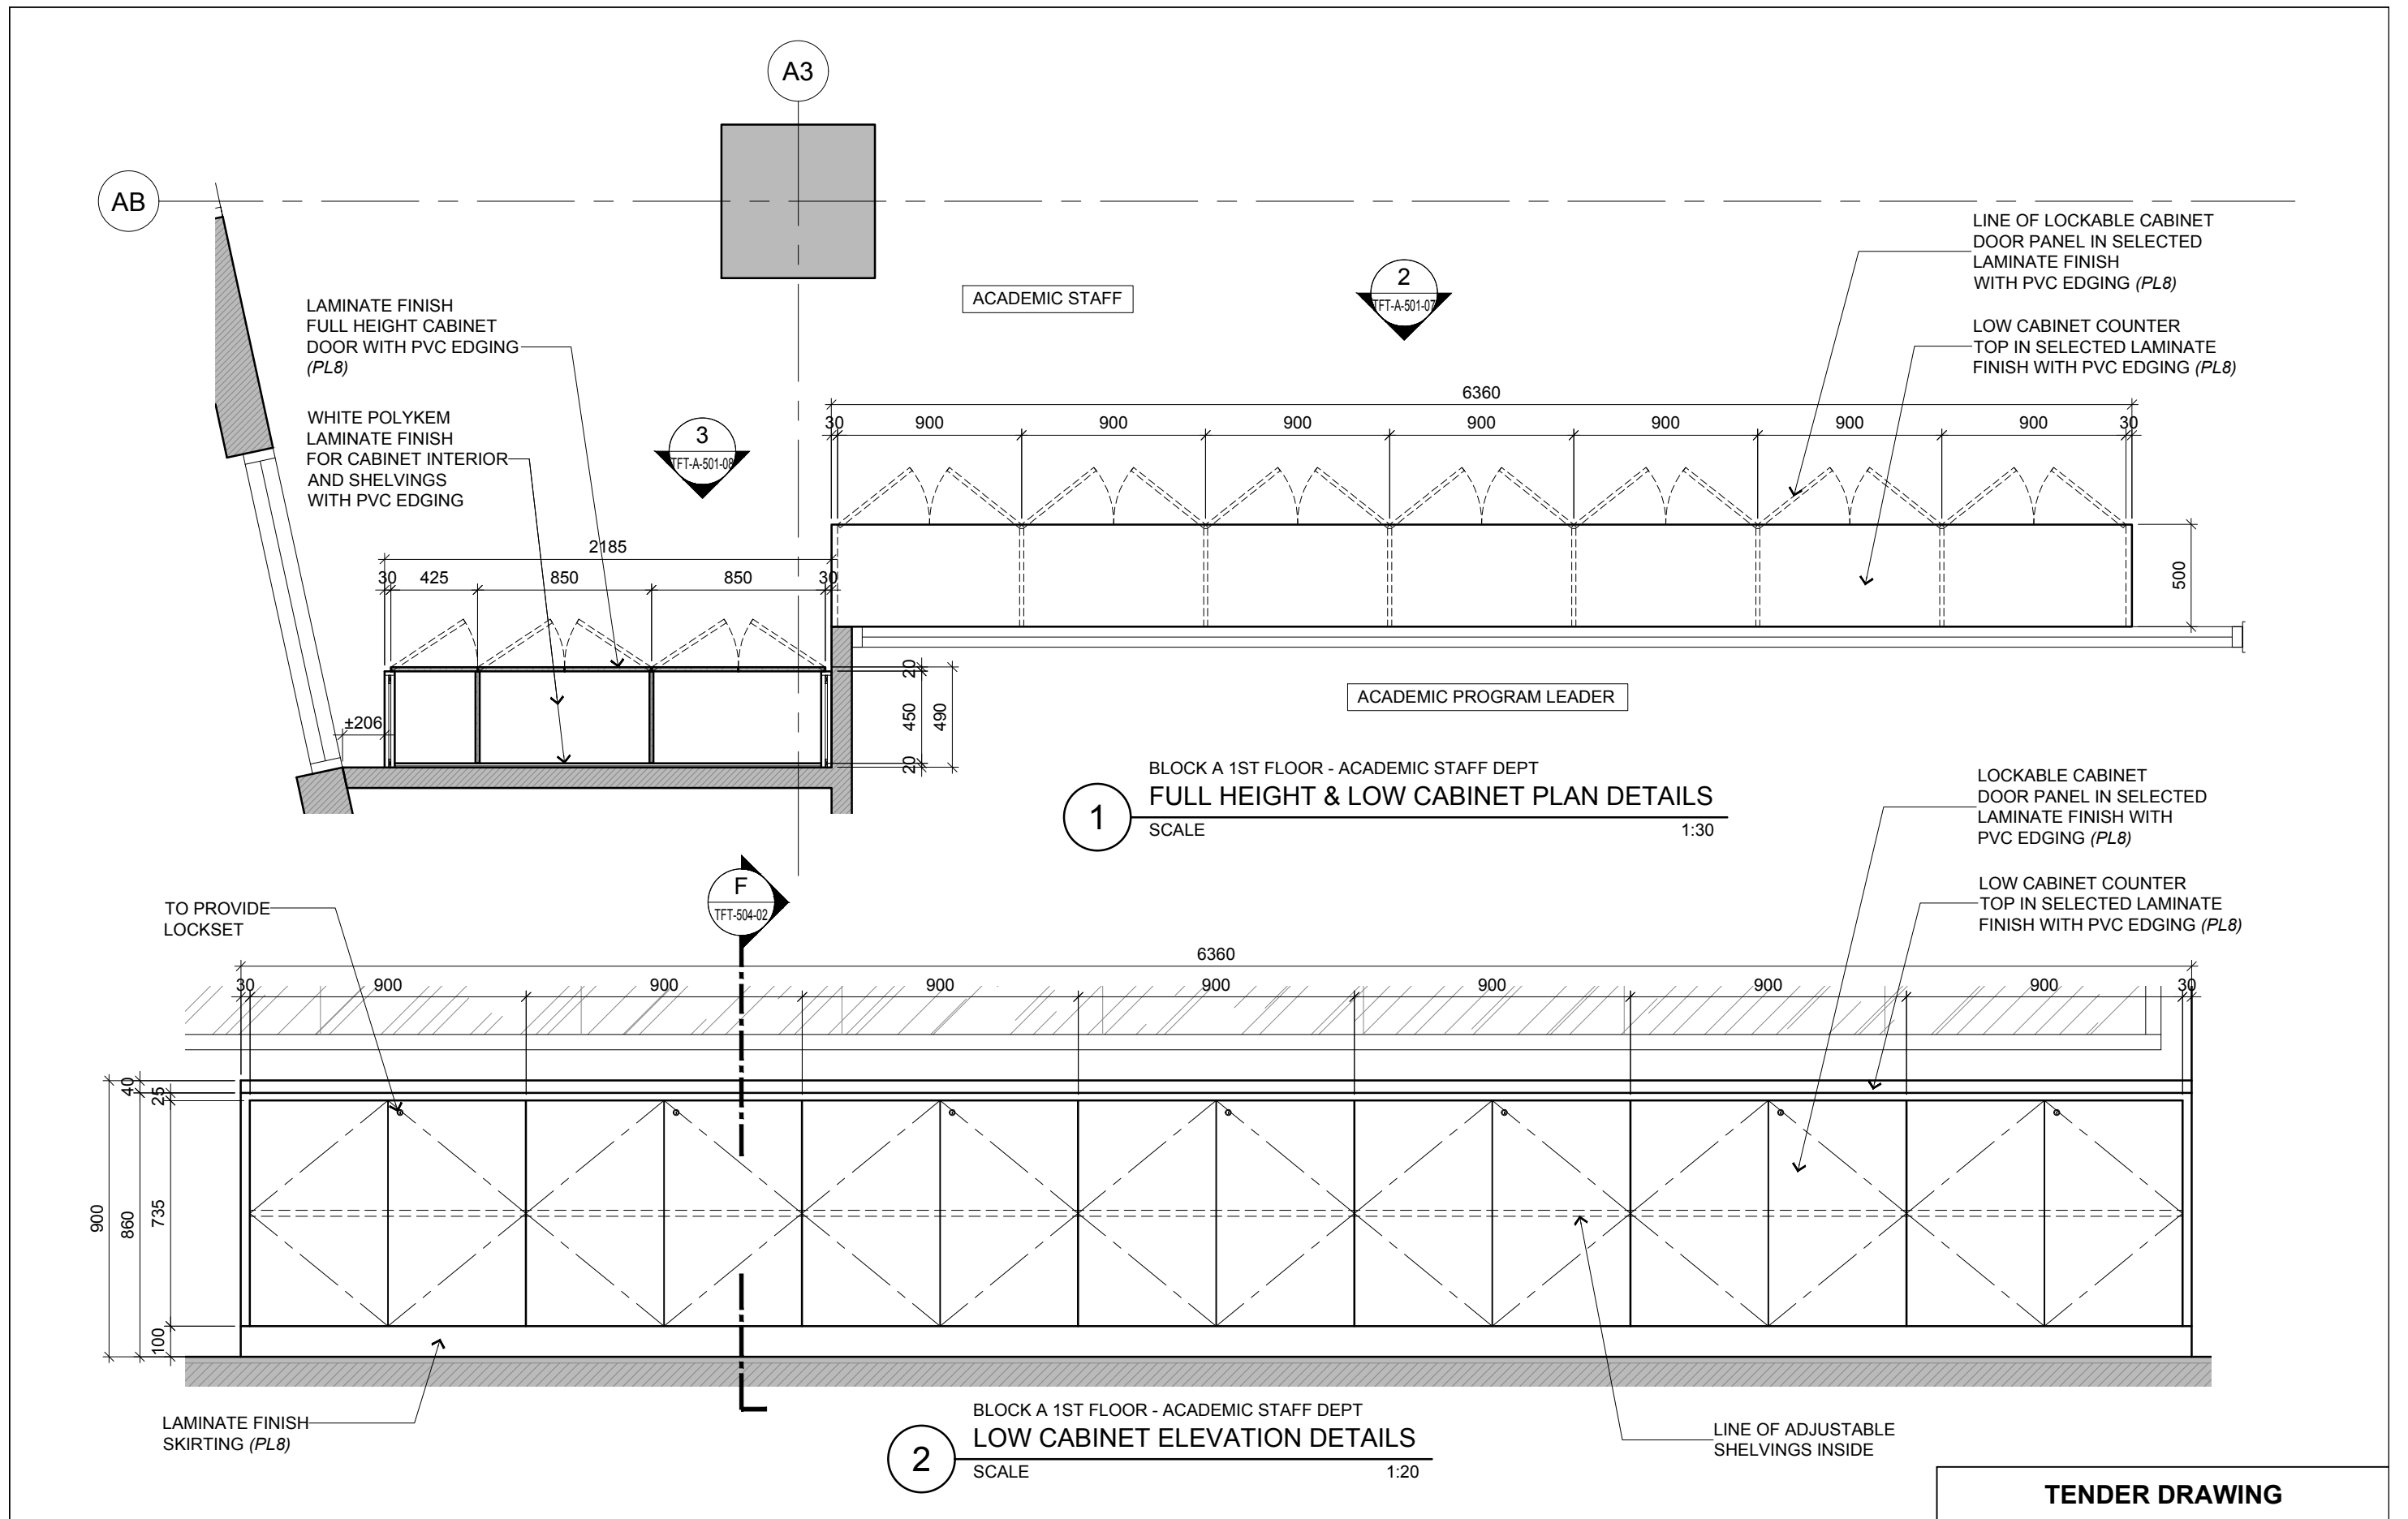 A3
AB
LAMINATE FINISH
FULL HEIGHT CABINET
DOOR WITH PVC EDGING
(PL8)
WHITE POLYKEM
LAMINATE FINISH
FOR CABINET INTERIOR
AND SHELVINGS
WITH PVC EDGING
ACADEMIC STAFF
2
TFT-A-501-07
3
TFT-A-501-08
LINE OF LOCKABLE CABINET
DOOR PANEL IN SELECTED
LAMINATE FINISH
WITH PVC EDGING (PL8)
LOW CABINET COUNTER
TOP IN SELECTED LAMINATE
FINISH WITH PVC EDGING (PL8)
6360
30 900 900 900 900 900 900 900 30
500
2185
30 425 850 850 30
±206
20
450
20
490
ACADEMIC PROGRAM LEADER
1
BLOCK A 1ST FLOOR - ACADEMIC STAFF DEPT
FULL HEIGHT & LOW CABINET PLAN DETAILS
SCALE 1:30
LOCKABLE CABINET
DOOR PANEL IN SELECTED
LAMINATE FINISH WITH
PVC EDGING (PL8)
LOW CABINET COUNTER
TOP IN SELECTED LAMINATE
FINISH WITH PVC EDGING (PL8)
TO PROVIDE
LOCKSET
F
TFT-504-02
6360
30 900 900 900 900 900 900 900 30
40
25
900
860
735
100
LAMINATE FINISH
SKIRTING (PL8)
LINE OF ADJUSTABLE
SHELVINGS INSIDE
2
BLOCK A 1ST FLOOR - ACADEMIC STAFF DEPT
LOW CABINET ELEVATION DETAILS
SCALE 1:20
TENDER DRAWING